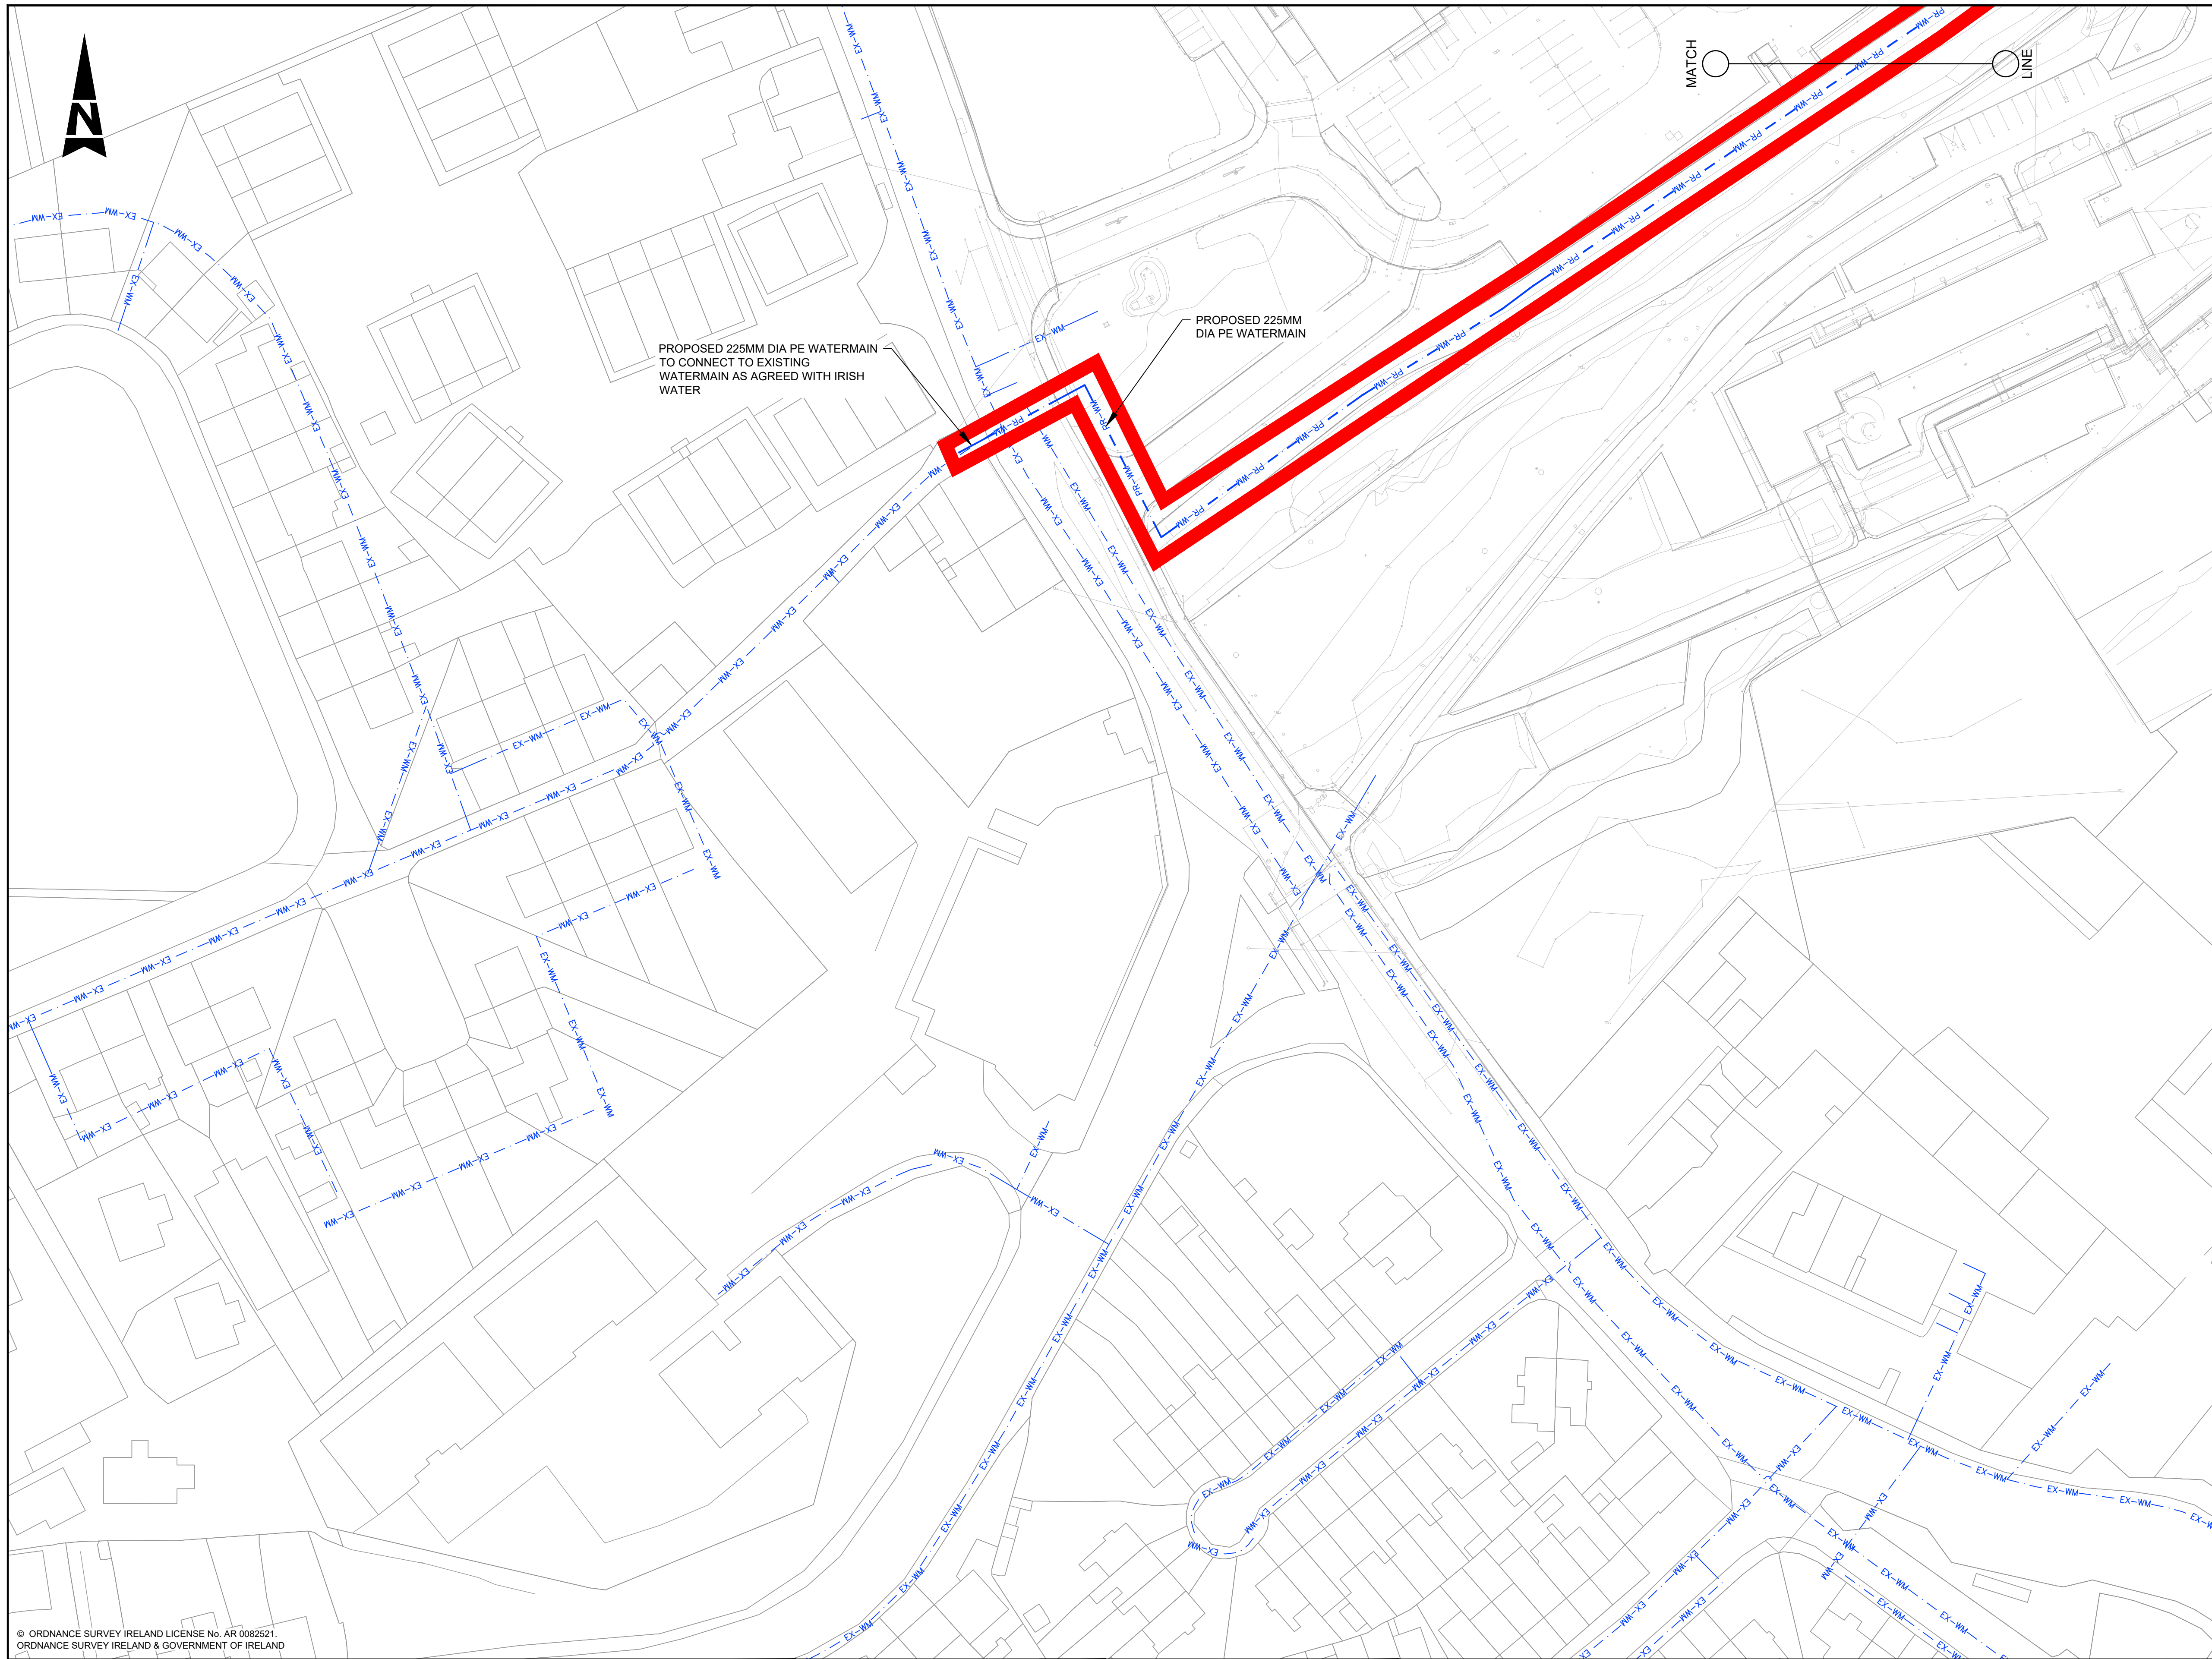 N
MATCH
LINE
PROPOSED 225MM DIA PE WATERMAIN
TO CONNECT TO EXISTING
WATERMAIN AS AGREED WITH IRISH
WATER
PROPOSED 225MM
DIA PE WATERMAIN
PR-WM
EX-WM
© ORDNANCE SURVEY IRELAND LICENSE No. AR 0082521.
ORDNANCE SURVEY IRELAND & GOVERNMENT OF IRELAND